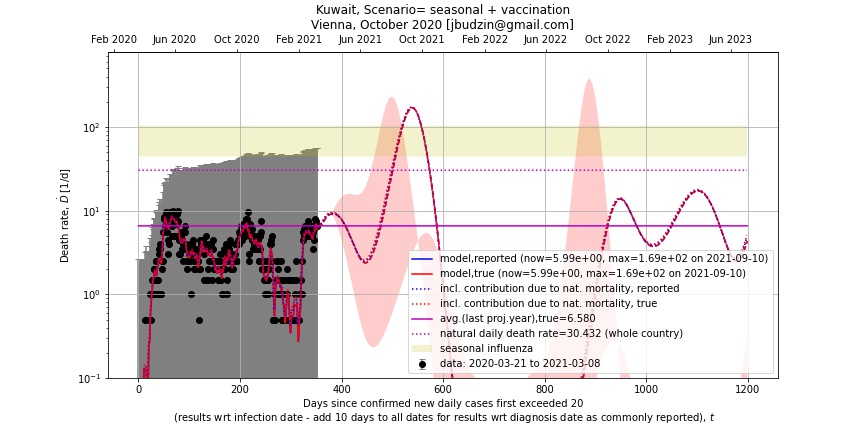 Kuwait, Scenario= seasonal + vaccination
Vienna, October 2020 [jbudzin@gmail.com]
Feb 2020 Jun 2020 Oct 2020 Feb 2021 Jun 2021 Oct 2021 Feb 2022 Jun 2022 Oct 2022 Feb 2023 Jun 2023
Death rate, Ḋ [1/d]
10²
10¹
10⁰
10⁻¹
model,reported (now=5.99e+00, max=1.69e+02 on 2021-09-10)
model,true (now=5.99e+00, max=1.69e+02 on 2021-09-10)
incl. contribution due to nat. mortality, reported
incl. contribution due to nat. mortality, true
avg.(last proj.year),true=6.580
natural daily death rate=30.432 (whole country)
seasonal influenza
data: 2020-03-21 to 2021-03-08
0 200 400 600 800 1000 1200
Days since confirmed new daily cases first exceeded 20
(results wrt infection date - add 10 days to all dates for results wrt diagnosis date as commonly reported), t